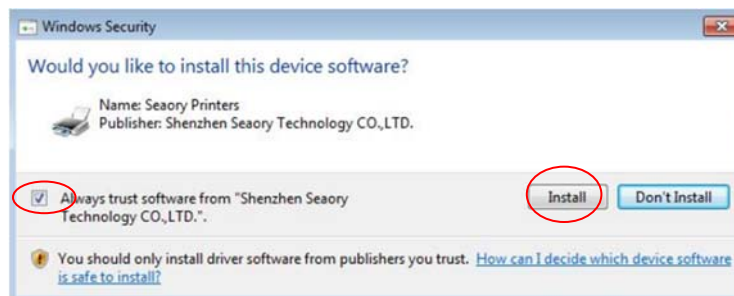 Windows Security
Would you like to install this device software?
Name: Seaory Printers
Publisher: Shenzhen Seaory Technology CO.,LTD.
Always trust software from "Shenzhen Seaory
Technology CO.,LTD.".
Install
Don't Install
You should only install driver software from publishers you trust. How can I decide which device software
is safe to install?